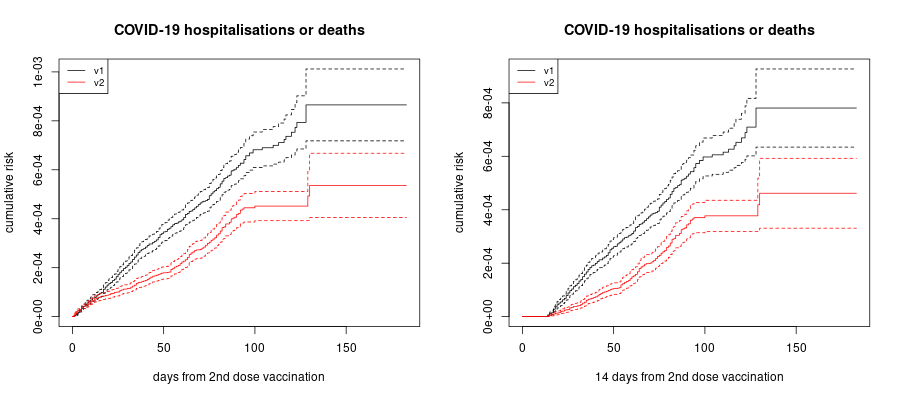 COVID-19 hospitalisations or deaths
cumulative risk
1e-03
8e-04
6e-04
4e-04
2e-04
0e+00
v1
v2
0
50
100
150
days from 2nd dose vaccination
COVID-19 hospitalisations or deaths
cumulative risk
8e-04
6e-04
4e-04
2e-04
0e+00
v1
v2
0
50
100
150
14 days from 2nd dose vaccination